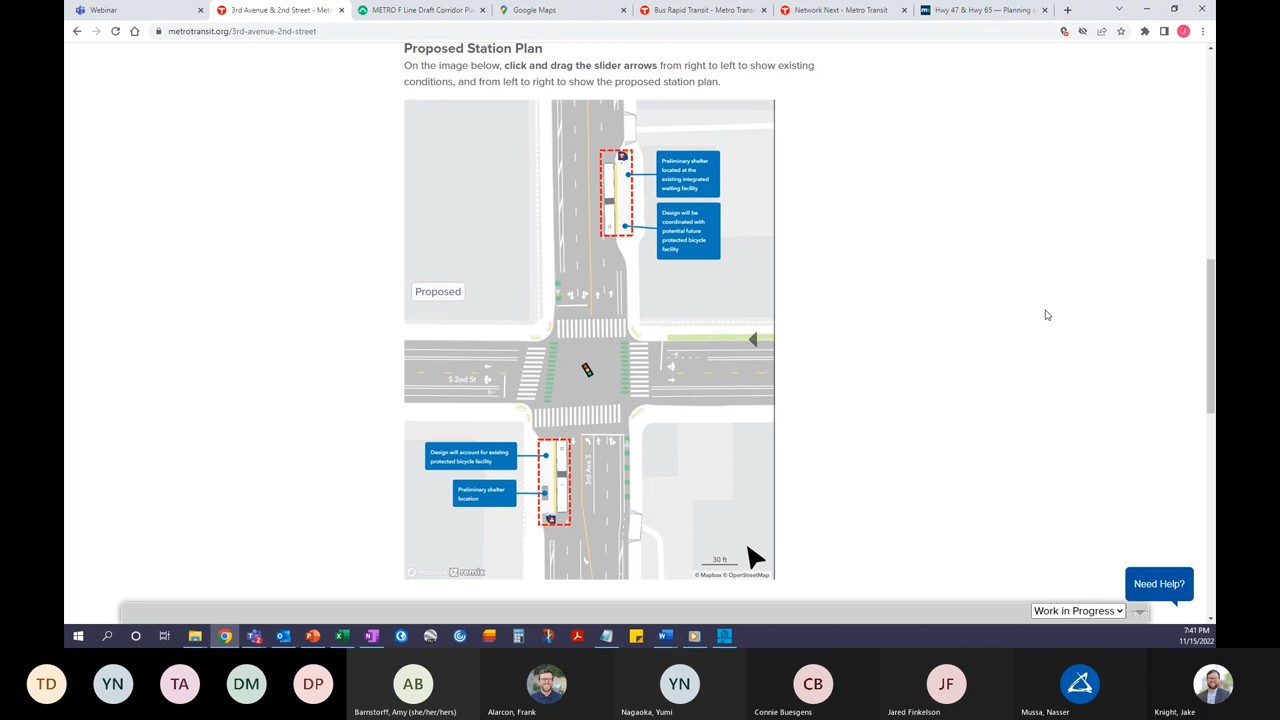 Webinar
3rd Avenue & 2nd Street - Metro
METRO F Line Draft Corridor Pl
Google Maps
Bus Rapid Transit - Metro Transi
Network Next - Metro Transit
Hwy 47 & Hwy 65 — Planning s
metrotransit.org/3rd-avenue-2nd-street
J
Proposed Station Plan
On the image below, click and drag the slider arrows from right to left to show existing
conditions, and from left to right to show the proposed station plan.
Preliminary shelter
located at the
existing integrated
waiting facility
Design will be
coordinated with
potential future
protected bicycle
facility
Proposed
S 2nd St
Design will account for existing
protected bicycle facility
Preliminary shelter
location
3rd Ave S
30 ft
mapbox remix
© Mapbox © OpenStreetMap
Need Help?
Work in Progress
7:41 PM
11/15/2022
TD
YN
TA
DM
DP
AB
Barnstorff, Amy (she/her/hers)
Alarcon, Frank
YN
Nagaoka, Yumi
CB
Connie Buesgens
JF
Jared Finkelson
Mussa, Nasser
Knight, Jake